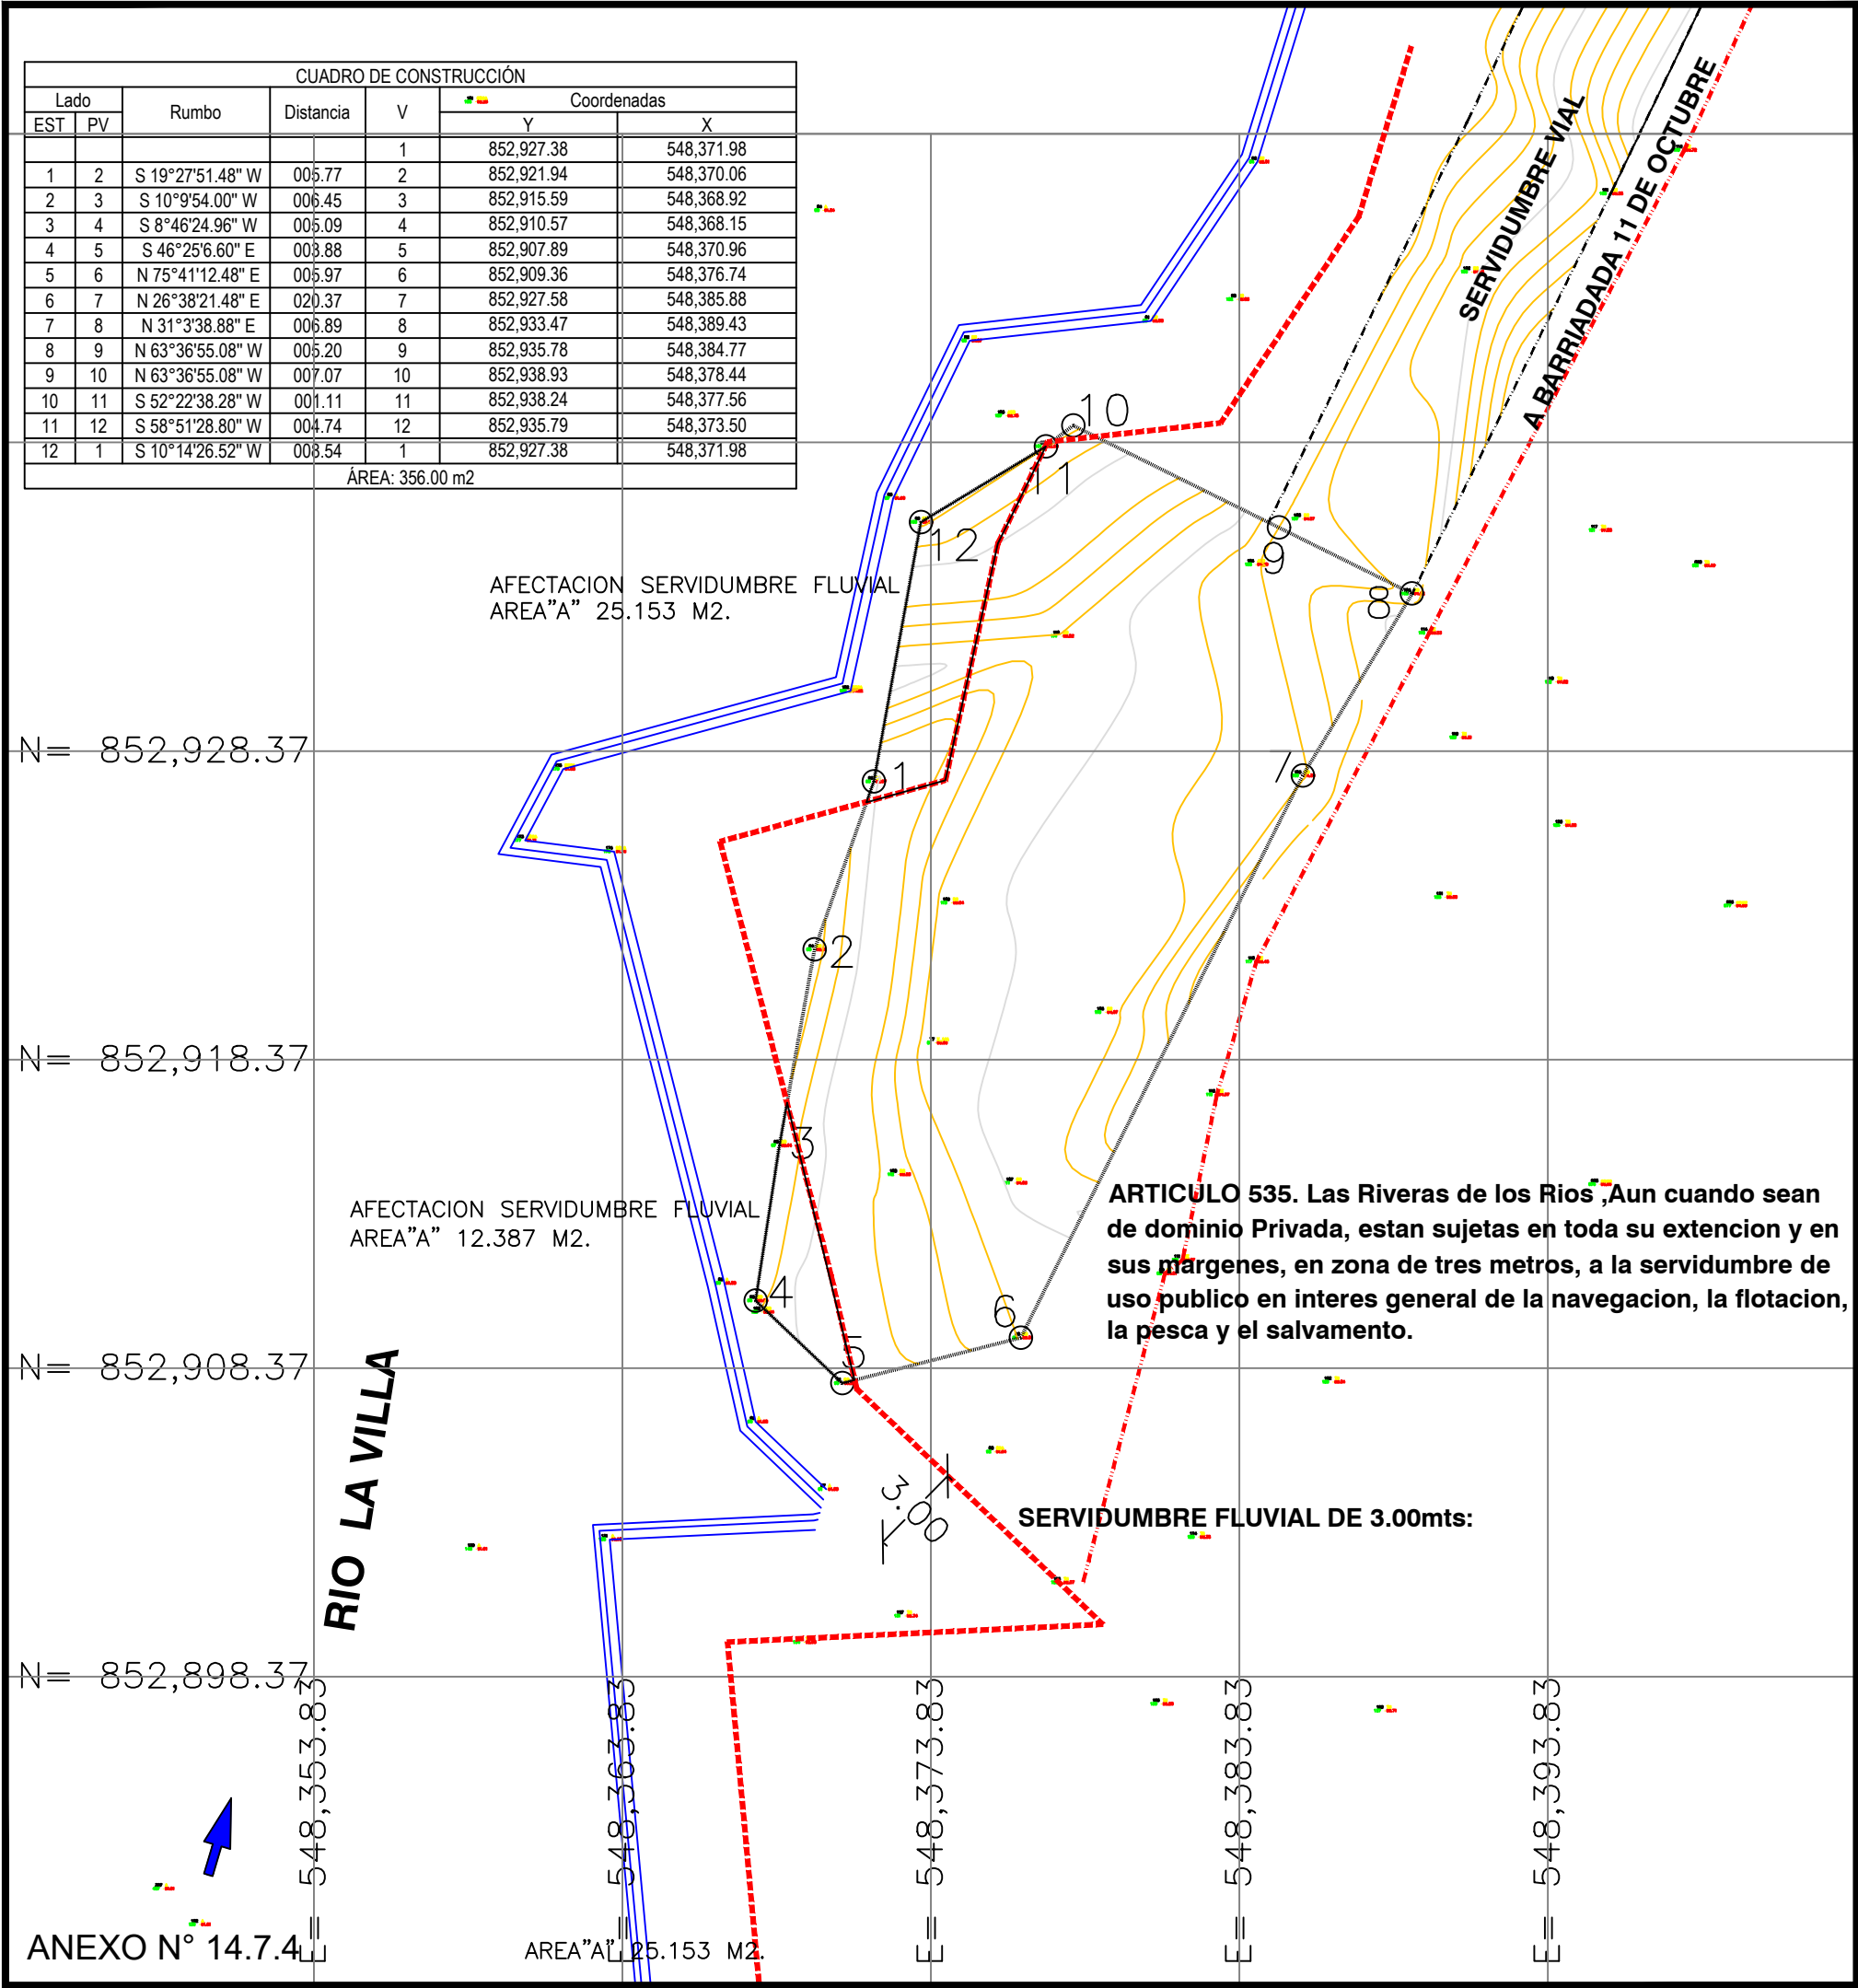 CUADRO DE CONSTRUCCIÓN
Lado Rumbo Distancia V Coordenadas
EST PV Y X
1 852,927.38 548,371.98
1 2 S 19°27'51.48" W 005.77 2 852,921.94 548,370.06
2 3 S 10°9'54.00" W 006.45 3 852,915.59 548,368.92
3 4 S 8°46'24.96" W 005.09 4 852,910.57 548,368.15
4 5 S 46°25'6.60" E 003.88 5 852,907.89 548,370.96
5 6 N 75°41'12.48" E 005.97 6 852,909.36 548,376.74
6 7 N 26°38'21.48" E 020.37 7 852,927.58 548,385.88
7 8 N 31°3'38.88" E 006.89 8 852,933.47 548,389.43
8 9 N 63°36'55.08" W 005.20 9 852,935.78 548,384.77
9 10 N 63°36'55.08" W 007.07 10 852,938.93 548,378.44
10 11 S 52°22'38.28" W 001.11 11 852,938.24 548,377.56
11 12 S 58°51'28.80" W 004.74 12 852,935.79 548,373.50
12 1 S 10°14'26.52" W 008.54 1 852,927.38 548,371.98
ÁREA: 356.00 m2
SERVIDUMBRE VIAL
A BARRIADADA 11 DE OCTUBRE
10
11
12
9
8
AFECTACION SERVIDUMBRE FLUVIAL
AREA"A" 25.153 M2.
N= 852,928.37
1
7
2
N= 852,918.37
3
AFECTACION SERVIDUMBRE FLUVIAL
AREA"A" 12.387 M2.
ARTICULO 535. Las Riveras de los Rios ,Aun cuando sean
de dominio Privada, estan sujetas en toda su extencion y en
sus margenes, en zona de tres metros, a la servidumbre de
uso publico en interes general de la navegacion, la flotacion,
la pesca y el salvamento.
4
6
5
N= 852,908.37
RIO LA VILLA
3.00
SERVIDUMBRE FLUVIAL DE 3.00mts:
N= 852,898.37
E= 548,353.83
E= 548,363.83
E= 548,373.83
E= 548,383.83
E= 548,393.83
ANEXO N° 14.7.4
AREA"A" 25.153 M2.